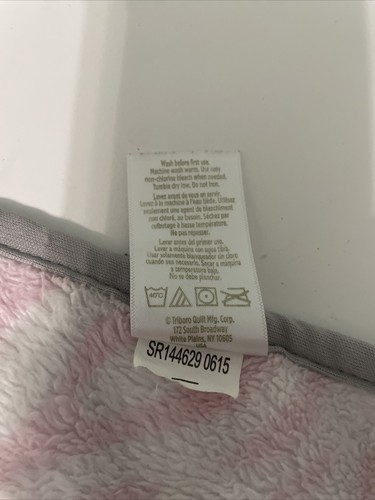 Wash before first use.
Machine wash warm. Use only
non-chlorine bleach when needed.
Tumble dry low. Do not iron.
Lavez avant de vous en servir.
Lavez à la machine à l'eau tiède. Utilisez
seulement une agent de blanchiment
non chloré, au besoin. Séchez par
culbutage à basse température.
Ne pas repasser.
Lavar antes del primer uso.
Lavar a máquina con agua tibia.
Usar solamente blanqueador sin cloro
cuando sea necesario. Secar a máquina
a temperatura baja.
No se debe planchar.
40°C
© Triboro Quilt Mfg. Corp.
172 South Broadway
White Plains, NY 10605
USA
SR144629 0615